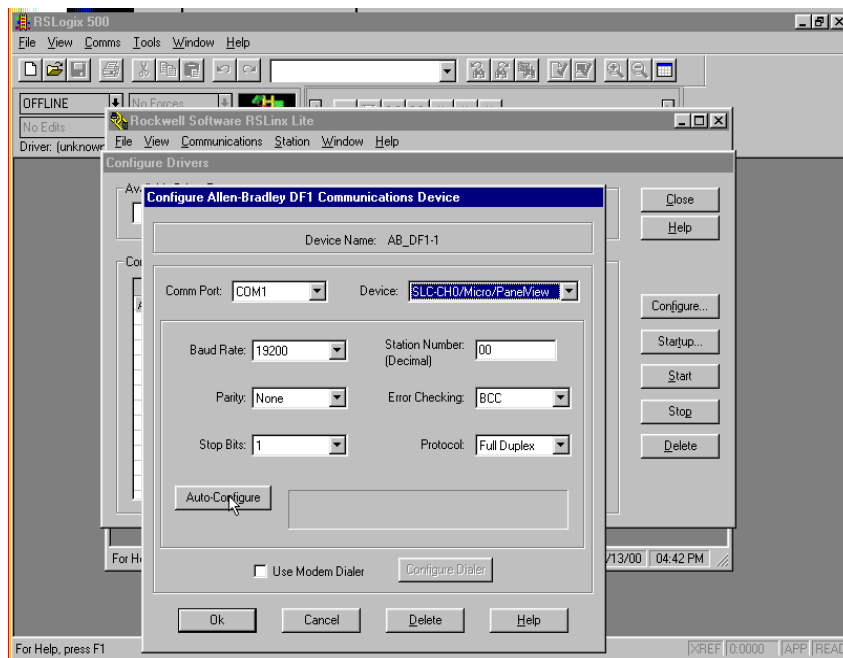 RSLogix 500
File View Comms Tools Window Help
OFFLINE No Forces
No Edits
Driver: (unknown
Rockwell Software RSLinx Lite
File View Communications Station Window Help
Configure Drivers
Close
Help
Configure Allen-Bradley DF1 Communications Device
Device Name: AB_DF1-1
Comm Port: COM1 Device: SLC-CH0/Micro/PanelView
Configure...
Baud Rate: 19200 Station Number: 00
(Decimal)
Startup...
Start
Parity: None Error Checking: BCC
Stop
Stop Bits: 1 Protocol: Full Duplex
Delete
Auto-Configure
For H
/13/00 04:42 PM
Use Modem Dialer Configure Dialer
Ok Cancel Delete Help
For Help, press F1 XREF 0:0000 APP READ